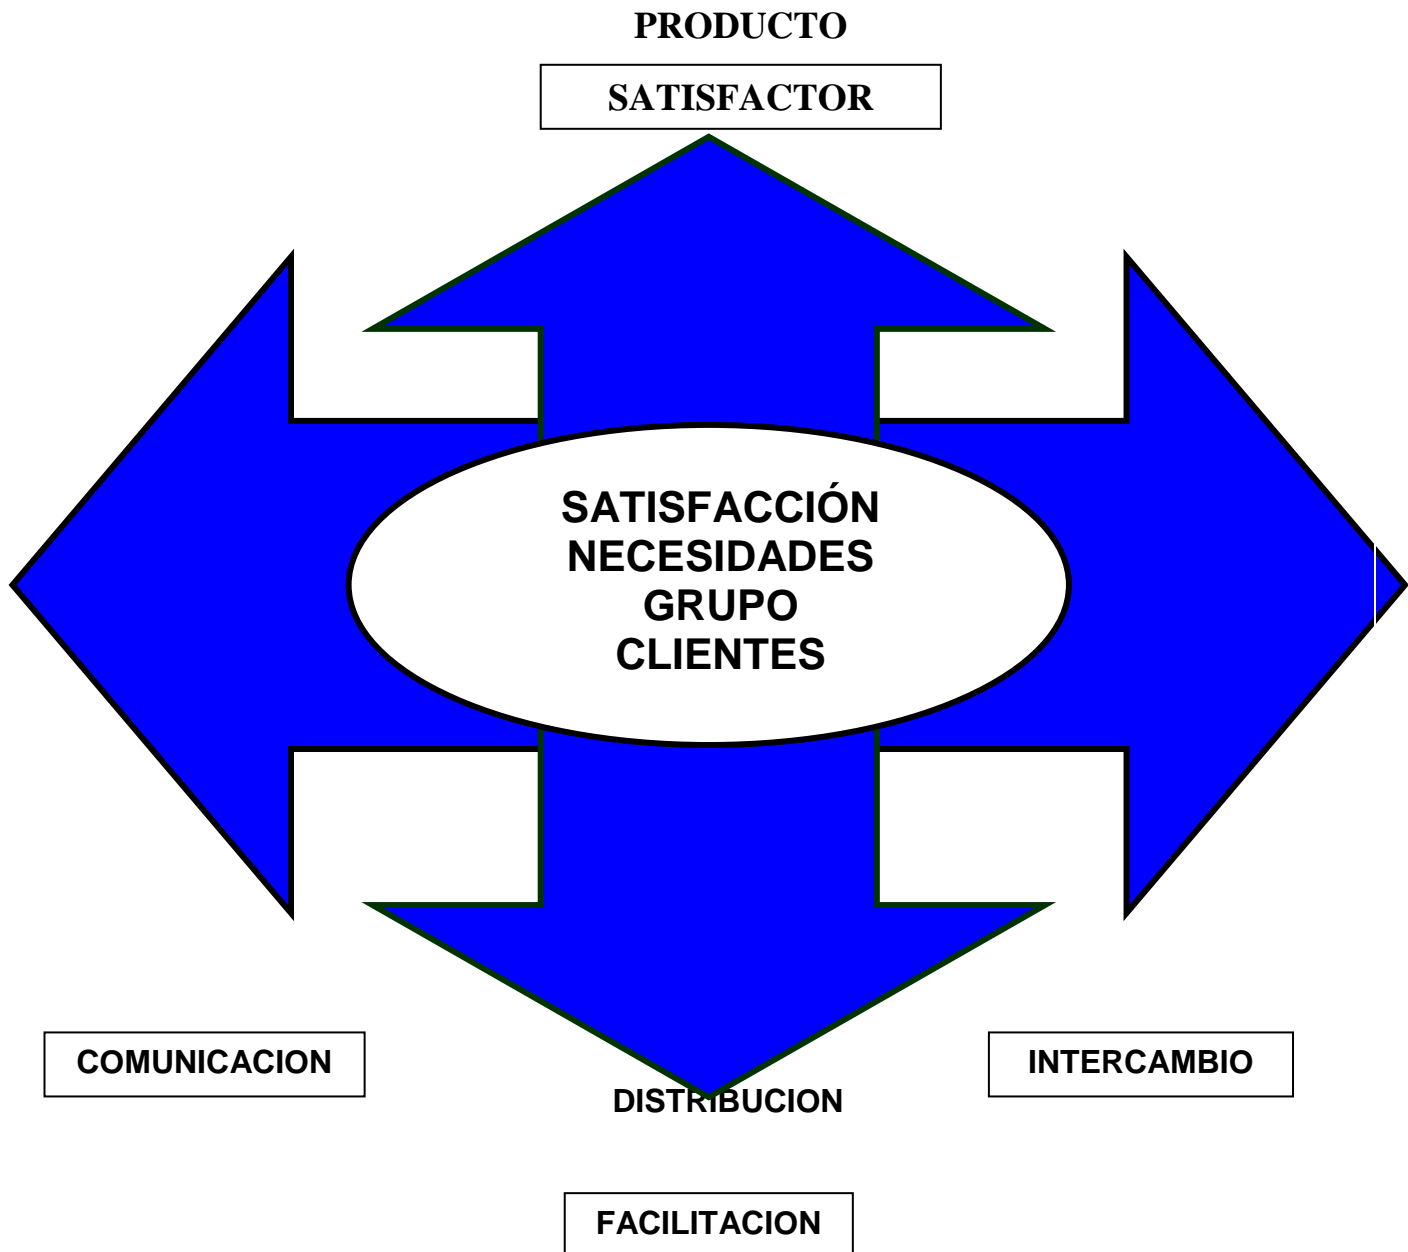 PRODUCTO
SATISFACTOR
SATISFACCIÓN
NECESIDADES
GRUPO
CLIENTES
COMUNICACION
INTERCAMBIO
DISTRIBUCION
FACILITACION